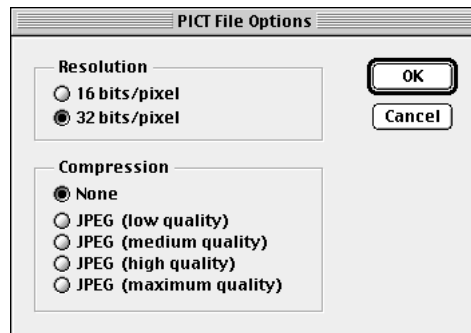 PICT File Options
Resolution
16 bits/pixel
32 bits/pixel
OK
Cancel
Compression
None
JPEG (low quality)
JPEG (medium quality)
JPEG (high quality)
JPEG (maximum quality)